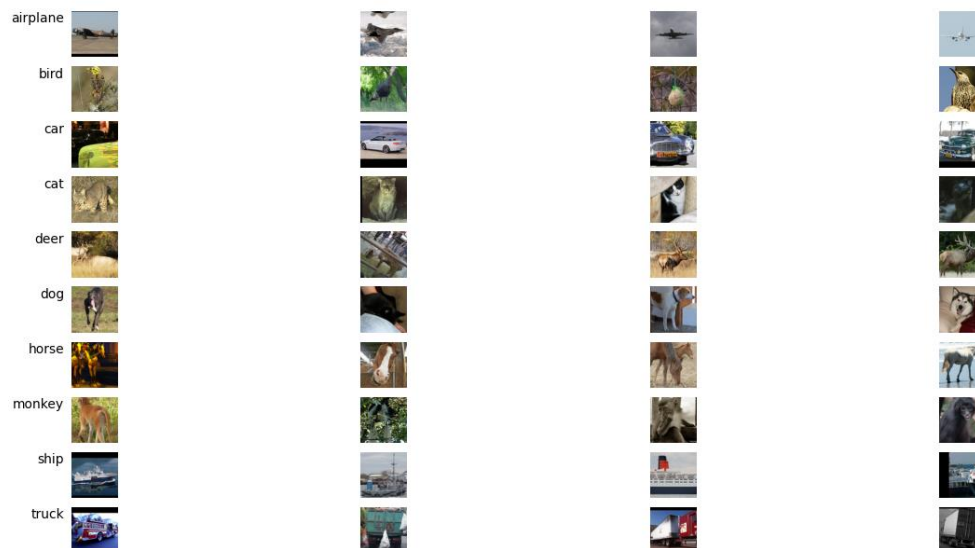 airplane
bird
car
cat
deer
dog
horse
monkey
ship
truck